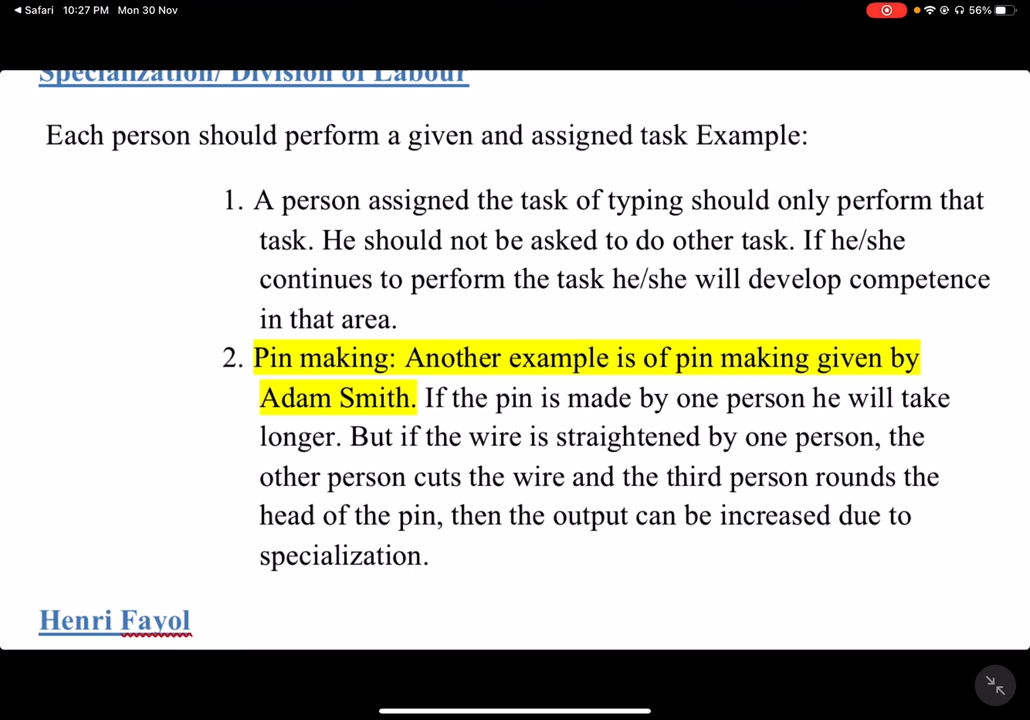 Safari 10:27 PM Mon 30 Nov 56%
Specialization/ Division of Labour
Each person should perform a given and assigned task Example:
1. A person assigned the task of typing should only perform that
task. He should not be asked to do other task. If he/she
continues to perform the task he/she will develop competence
in that area.
2. Pin making: Another example is of pin making given by
Adam Smith. If the pin is made by one person he will take
longer. But if the wire is straightened by one person, the
other person cuts the wire and the third person rounds the
head of the pin, then the output can be increased due to
specialization.
Henri Fayol